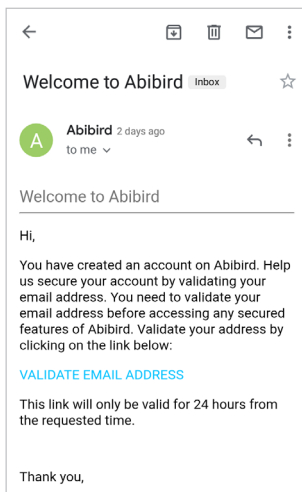 Welcome to Abibird Inbox
A
Abibird 2 days ago
to me
Welcome to Abibird
Hi,
You have created an account on Abibird. Help
us secure your account by validating your
email address. You need to validate your
email address before accessing any secured
features of Abibird. Validate your address by
clicking on the link below:
VALIDATE EMAIL ADDRESS
This link will only be valid for 24 hours from
the requested time.
Thank you,